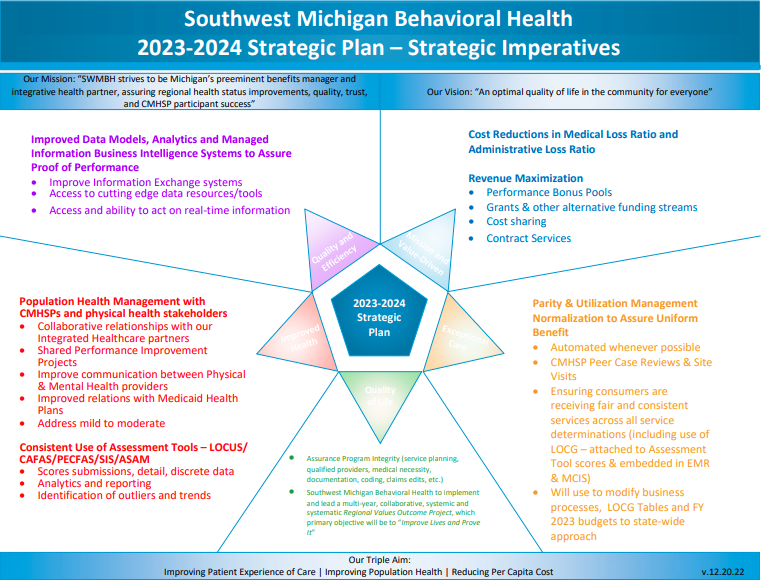 Southwest Michigan Behavioral Health
2023-2024 Strategic Plan – Strategic Imperatives
Our Mission: “SWMBH strives to be Michigan’s preeminent benefits manager and
integrative health partner, assuring regional health status improvements, quality, trust,
and CMHSP participant success”
Our Vision: “An optimal quality of life in the community for everyone”
Improved Data Models, Analytics and Managed
Information Business Intelligence Systems to Assure
Proof of Performance
• Improve Information Exchange systems
• Access to cutting edge data resources/tools
• Access and ability to act on real-time information
Cost Reductions in Medical Loss Ratio and
Administrative Loss Ratio
Revenue Maximization
• Performance Bonus Pools
• Grants & other alternative funding streams
• Cost sharing
• Contract Services
Quality and
Efficiency
Mission and
Value-Driven
2023-2024
Strategic
Plan
Improved
Health
Exceptional
Care
Quality
of Life
Population Health Management with
CMHSPs and physical health stakeholders
• Collaborative relationships with our
Integrated Healthcare partners
• Shared Performance Improvement
Projects
• Improve communication between Physical
& Mental Health providers
• Improved relations with Medicaid Health
Plans
• Address mild to moderate
Consistent Use of Assessment Tools – LOCUS/
CAFAS/PECFAS/SIS/ASAM
• Scores submissions, detail, discrete data
• Analytics and reporting
• Identification of outliers and trends
• Assurance Program Integrity (service planning,
qualified providers, medical necessity,
documentation, coding, claims edits, etc.)
• Southwest Michigan Behavioral Health to implement
and lead a multi-year, collaborative, systemic and
systematic Regional Values Outcome Project, which
primary objective will be to “Improve Lives and Prove
it”
Parity & Utilization Management
Normalization to Assure Uniform
Benefit
• Automated whenever possible
• CMHSP Peer Case Reviews & Site
Visits
• Ensuring consumers are
receiving fair and consistent
services across all service
determinations (including use of
LOCG – attached to Assessment
Tool scores & embedded in EMR
& MCIS)
• Will use to modify business
processes, LOCG Tables and FY
2023 budgets to state-wide
approach
Our Triple Aim:
Improving Patient Experience of Care | Improving Population Health | Reducing Per Capita Cost
v.12.20.22